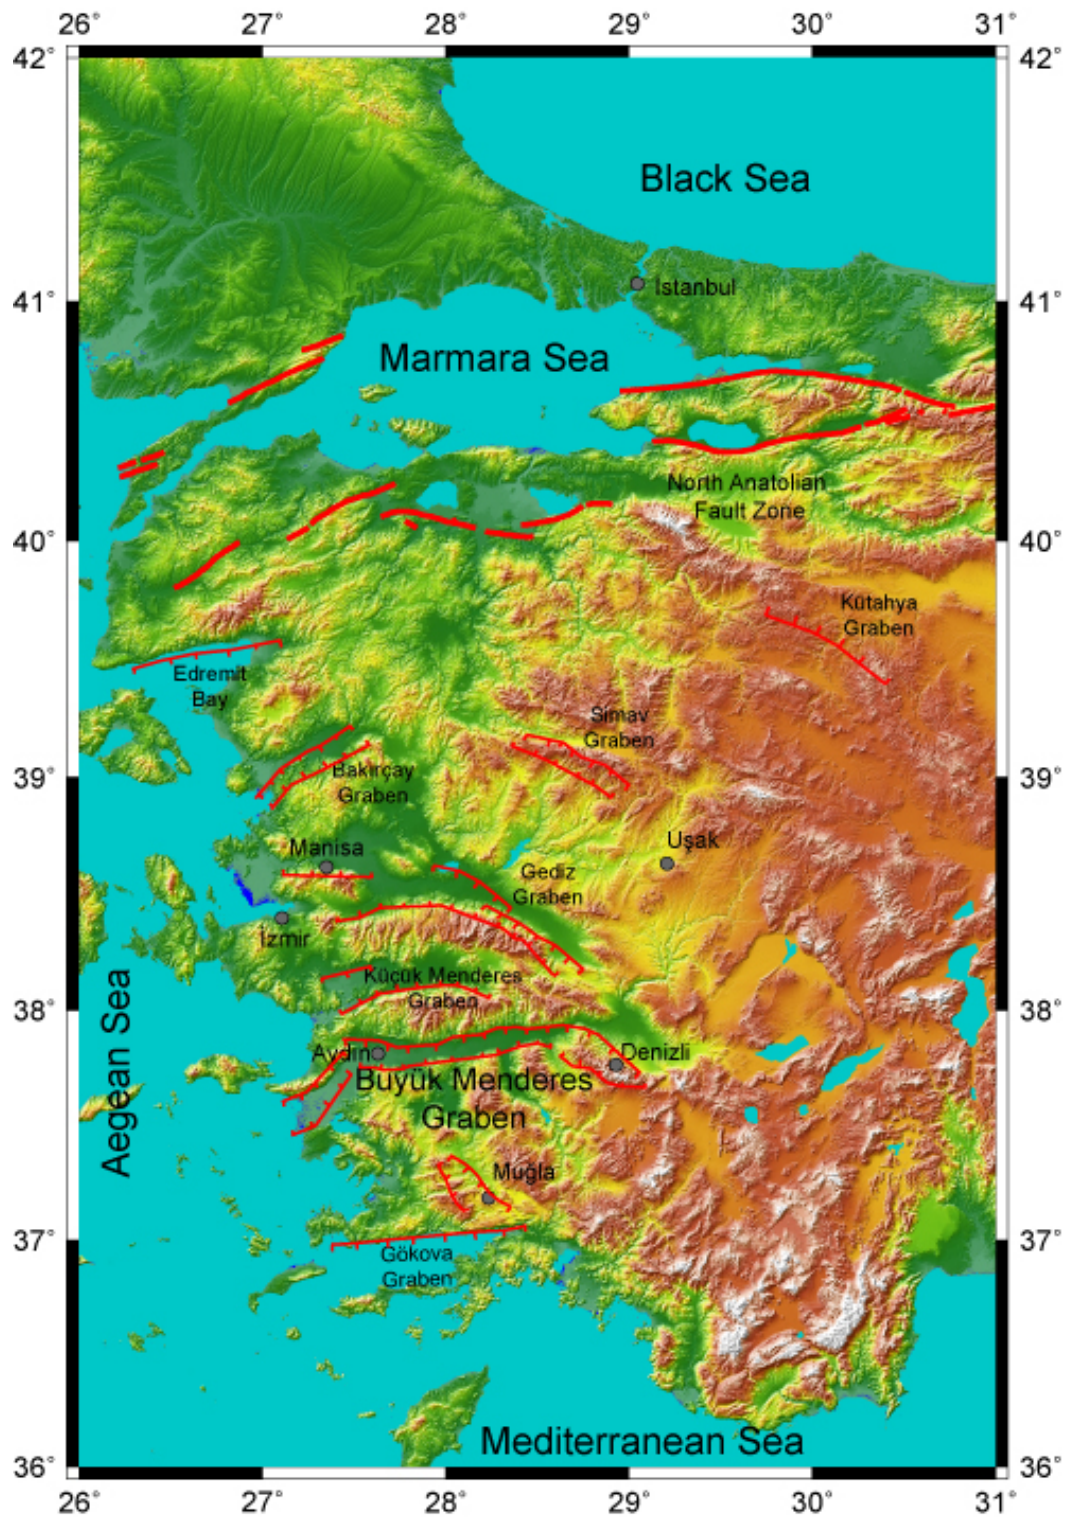 26° 27° 28° 29° 30° 31°
42° 42°
Black Sea
41° 41°
Istanbul
Marmara Sea
North Anatolian
Fault Zone
40° 40°
Kütahya
Graben
Edremit
Bay
Simav
Graben
39° 39°
Bakırçay
Graben
Manisa
Uşak
Gediz
Graben
İzmir
Küçük Menderes
Graben
38° 38°
Aegean Sea
Aydın
Denizli
Büyük Menderes
Graben
Muğla
37° 37°
Gökova
Graben
Mediterranean Sea
36° 36°
26° 27° 28° 29° 30° 31°